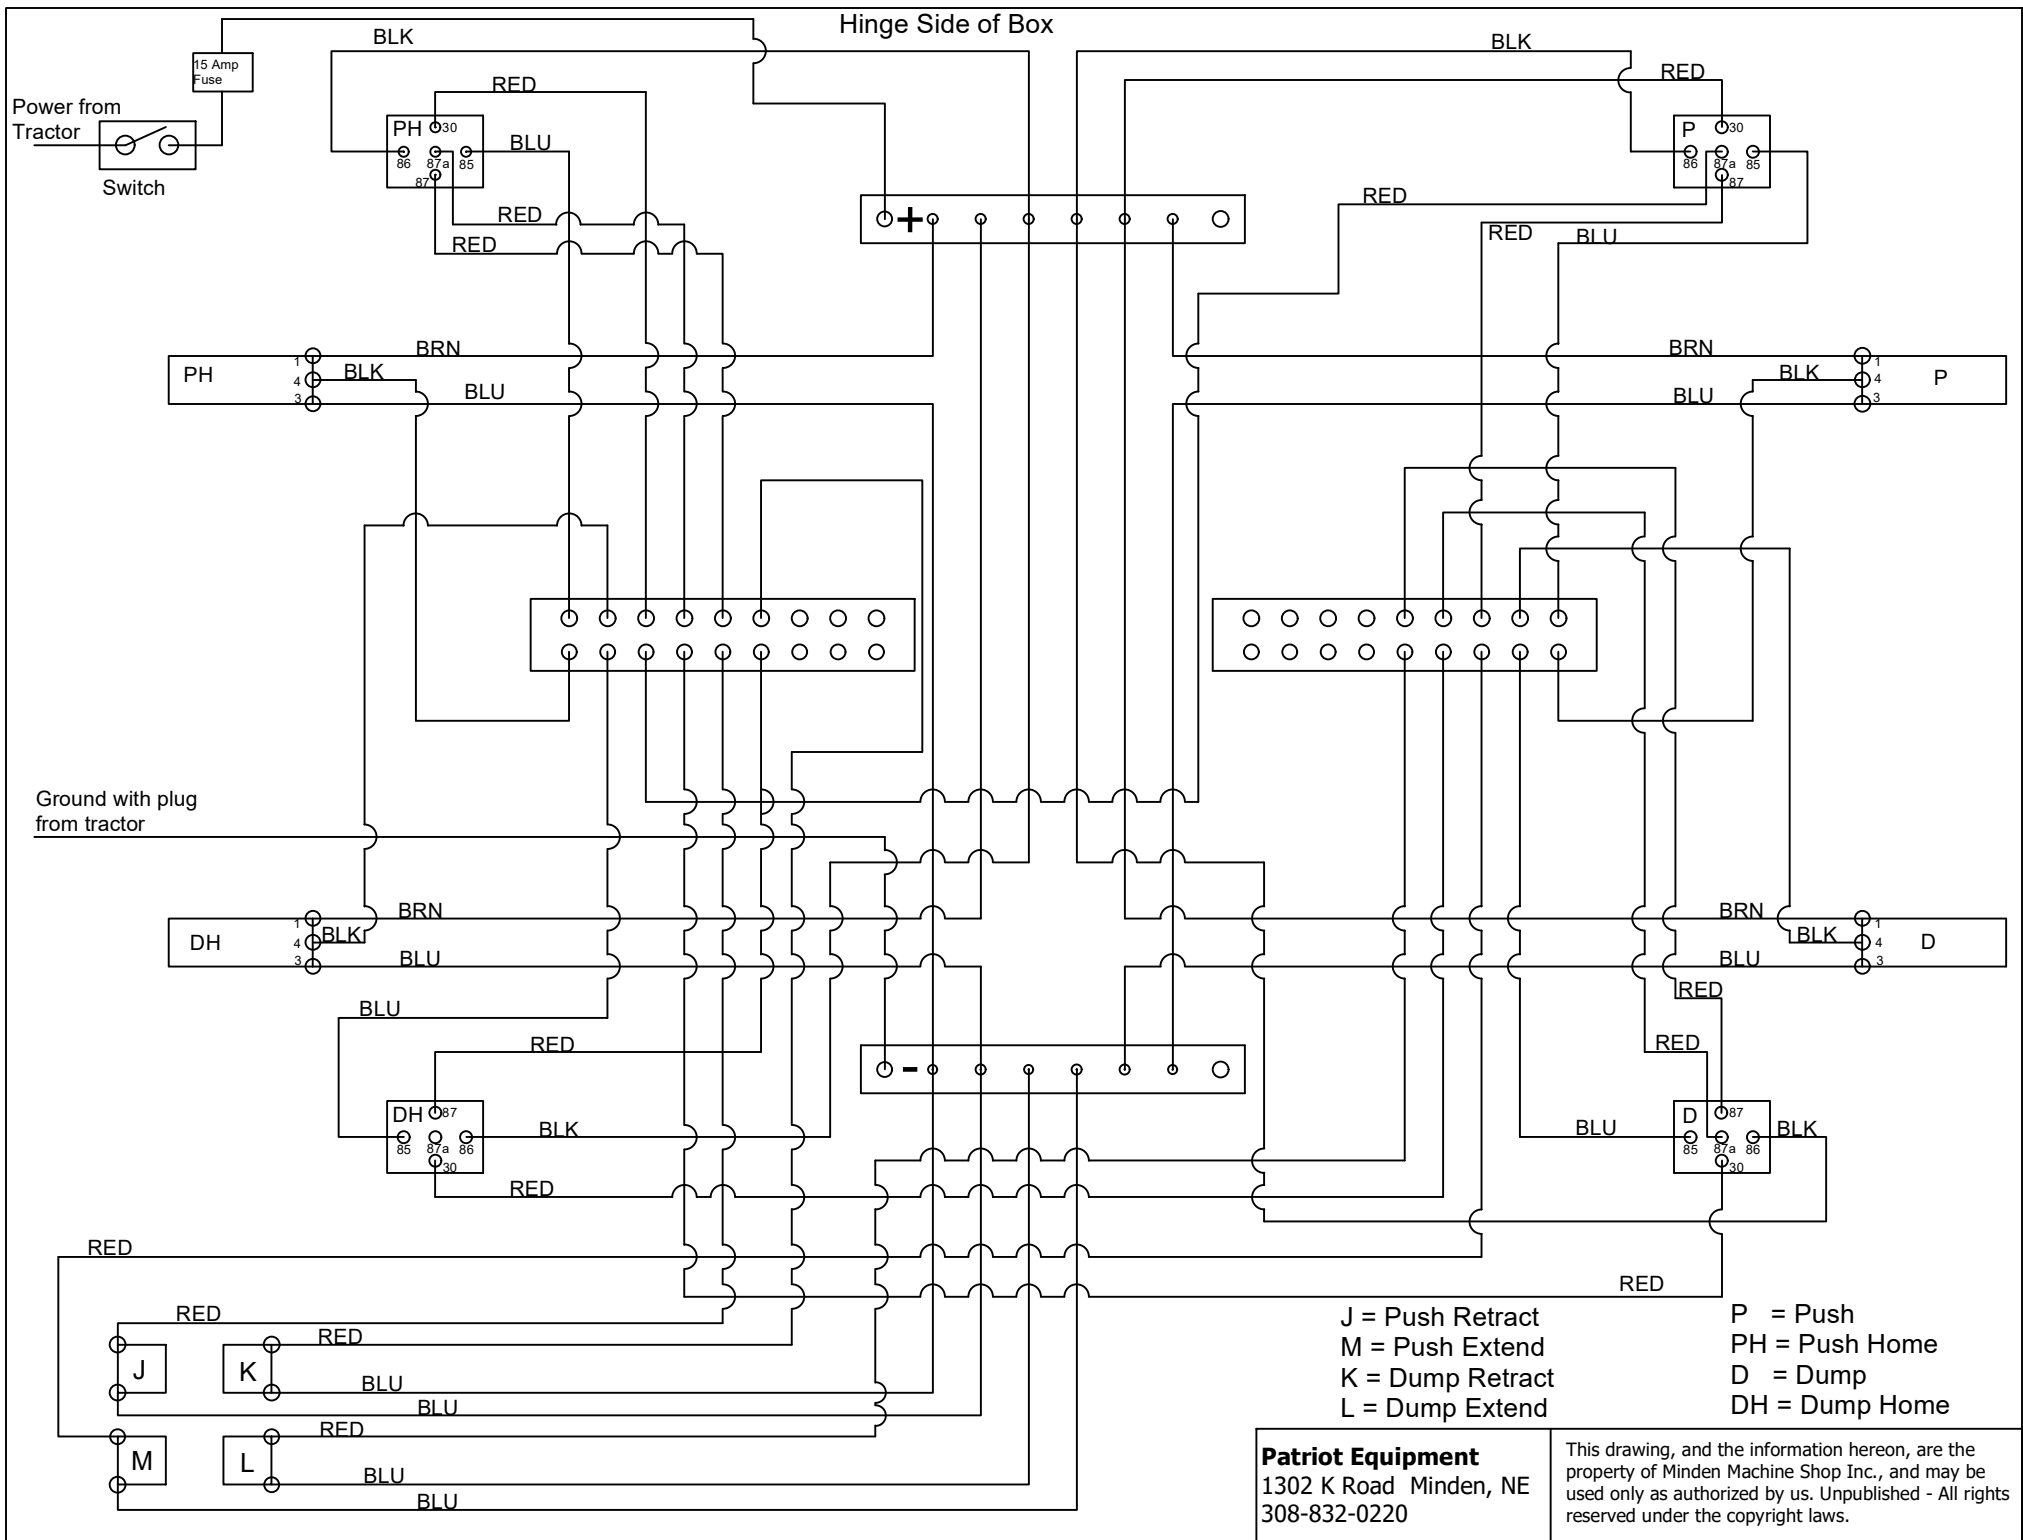 Hinge Side of Box
BLK
BLK
15 Amp
Fuse
RED
RED
Power from
Tractor
PH
30
BLU
86
87a
85
87
P
30
86
87a
85
87
Switch
RED
RED
RED
RED
BLU
+
BRN
BRN
PH
1
4
3
BLK
BLU
BLK
BLU
1
4
3
P
Ground with plug
from tractor
BRN
BRN
DH
1
4
3
BLK
BLU
BLK
BLU
1
4
3
D
RED
BLU
RED
RED
-
DH
87
85
87a
86
30
BLK
BLU
D
87
85
87a
86
30
BLK
RED
RED
RED
RED
J
K
RED
BLU
BLU
M
L
RED
BLU
BLU
J = Push Retract
M = Push Extend
K = Dump Retract
L = Dump Extend
P = Push
PH = Push Home
D = Dump
DH = Dump Home
Patriot Equipment
1302 K Road Minden, NE
308-832-0220
This drawing, and the information hereon, are the
property of Minden Machine Shop Inc., and may be
used only as authorized by us. Unpublished - All rights
reserved under the copyright laws.